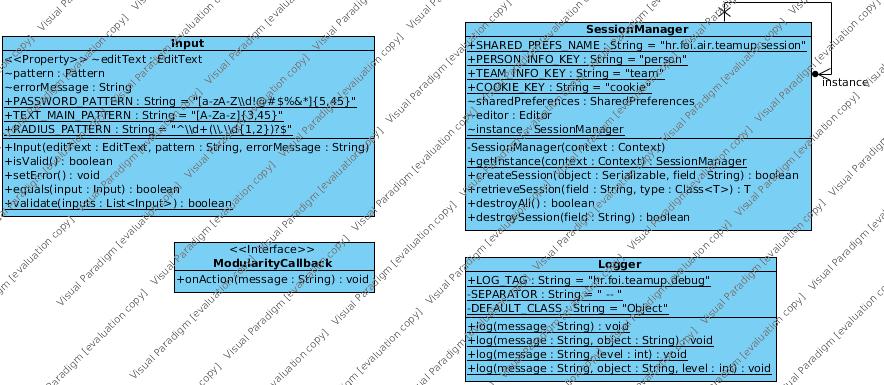 Input
<<Property>> ~editText : EditText
~pattern : Pattern
~errorMessage : String
+PASSWORD_PATTERN : String = "[a-zA-Z\\d!@#$%&*]{5,45}"
+TEXT_MAIN_PATTERN : String = "[A-Za-z]{3,45}"
+RADIUS_PATTERN : String = "^\\d+(\\.\\d{1,2})?$"
+Input(editText : EditText, pattern : String, errorMessage : String)
+isValid() : boolean
+setError() : void
+equals(input : Input) : boolean
+validate(inputs : List<Input>) : boolean
<<Interface>>
ModularityCallback
+onAction(message : String) : void
SessionManager
+SHARED_PREFS_NAME : String = "hr.foi.air.teamup.session"
+PERSON_INFO_KEY : String = "person"
+TEAM_INFO_KEY : String = "team"
+COOKIE_KEY : String = "cookie"
~sharedPreferences : SharedPreferences
~editor : Editor
~instance : SessionManager
-SessionManager(context : Context)
+getInstance(context : Context) : SessionManager
+createSession(object : Serializable, field : String) : boolean
+retrieveSession(field : String, type : Class<T>) : T
+destroyAll() : boolean
+destroySession(field : String) : boolean
instance
Logger
+LOG_TAG : String = "hr.foi.teamup.debug"
-SEPARATOR : String = " -- "
-DEFAULT_CLASS : String = "Object"
+log(message : String) : void
+log(message : String, object : String) : void
+log(message : String, level : int) : void
+log(message : String, object : String, level : int) : void
Visual Paradigm [evaluation copy]